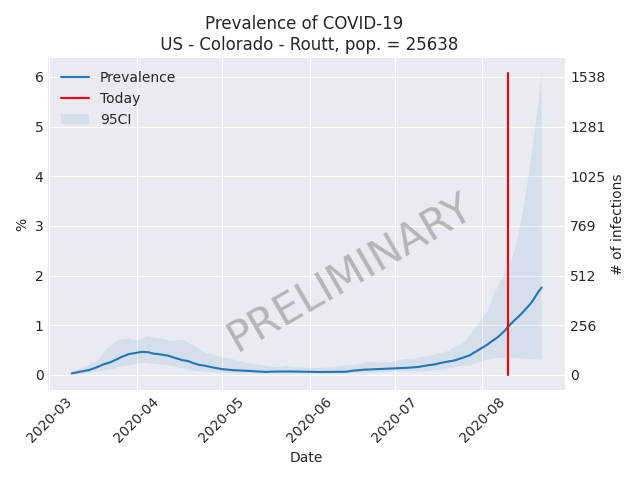 Prevalence of COVID-19
US - Colorado - Routt, pop. = 25638
Prevalence
Today
95CI
PRELIMINARY
%
6
5
4
3
2
1
0
1538
1281
1025
769
512
256
0
# of infections
2020-03
2020-04
2020-05
2020-06
2020-07
2020-08
Date